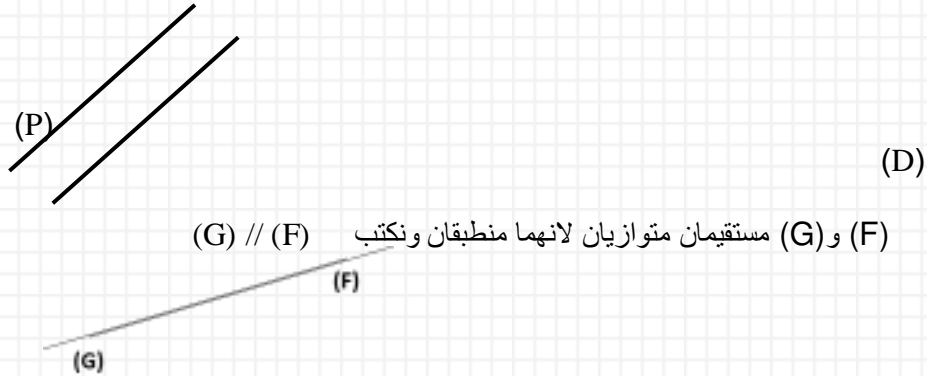 (P)
(D)
(F) و(G) مستقيمان متوازيان لانهما منطبقان ونكتب (G) // (F)
(F)
(G)